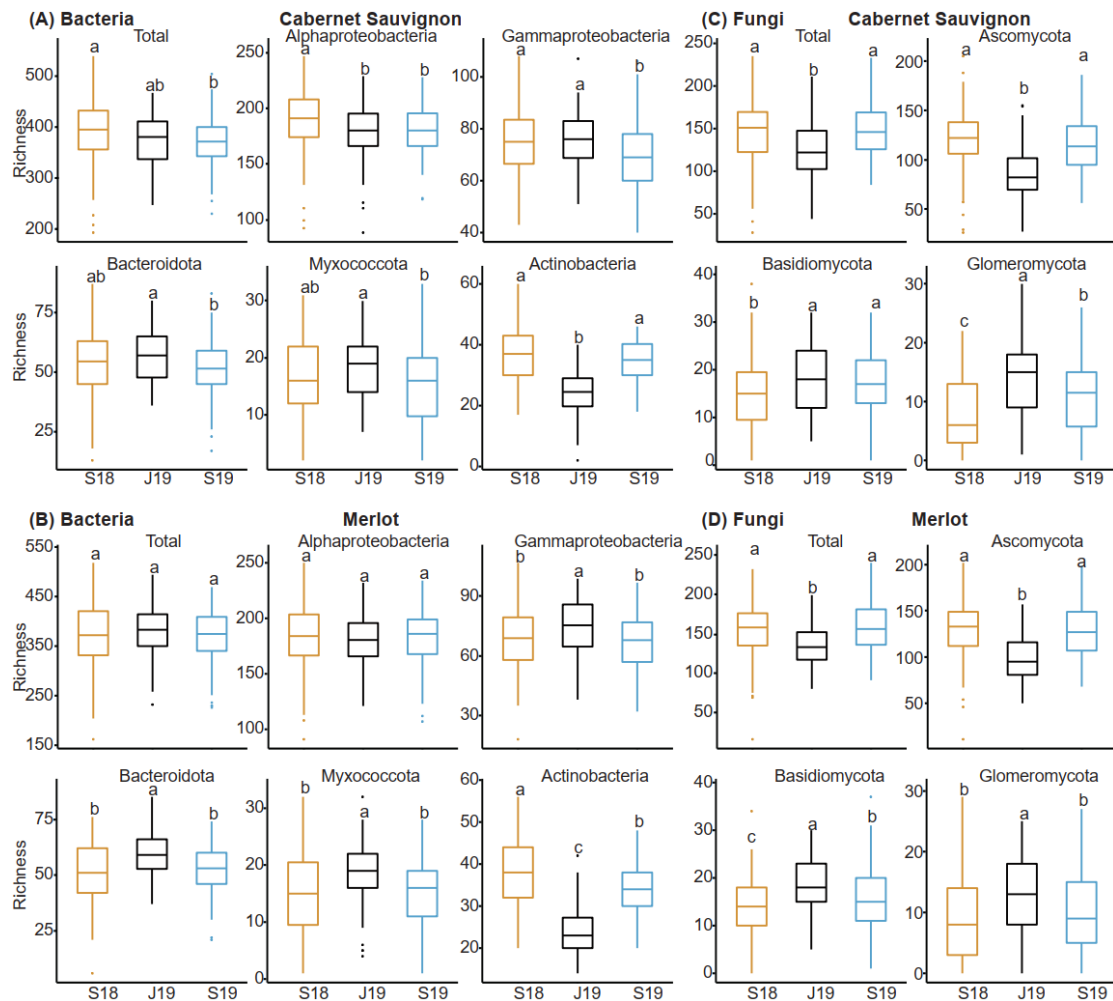 (A) Bacteria Cabernet Sauvignon (C) Fungi Cabernet Sauvignon
Total Alphaproteobacteria Gammaproteobacteria Total Ascomycota
Richness
500
400
300
200
a ab b
250
200
150
100
a b b
100
80
60
40
a a b
250
200
150
100
50
0
a b a
200
150
100
50
a b a
Bacteroidota Myxococcota Actinobacteria Basidiomycota Glomeromycota
Richness
75
50
25
ab a b
30
20
10
ab a b
60
40
20
0
a b a
40
30
20
10
0
b a a
30
20
10
0
c a b
S18 J19 S19 S18 J19 S19 S18 J19 S19 S18 J19 S19 S18 J19 S19
(B) Bacteria Merlot (D) Fungi Merlot
Total Alphaproteobacteria Gammaproteobacteria Total Ascomycota
Richness
550
450
350
250
150
a a a
250
200
150
100
a a a
90
60
30
b a b
200
150
100
50
a b a
200
150
100
50
a b a
Bacteroidota Myxococcota Actinobacteria Basidiomycota Glomeromycota
Richness
75
50
25
b a b
30
20
10
0
b a b
60
50
40
30
20
a c b
40
30
20
10
0
c a b
30
20
10
0
b a b
S18 J19 S19 S18 J19 S19 S18 J19 S19 S18 J19 S19 S18 J19 S19